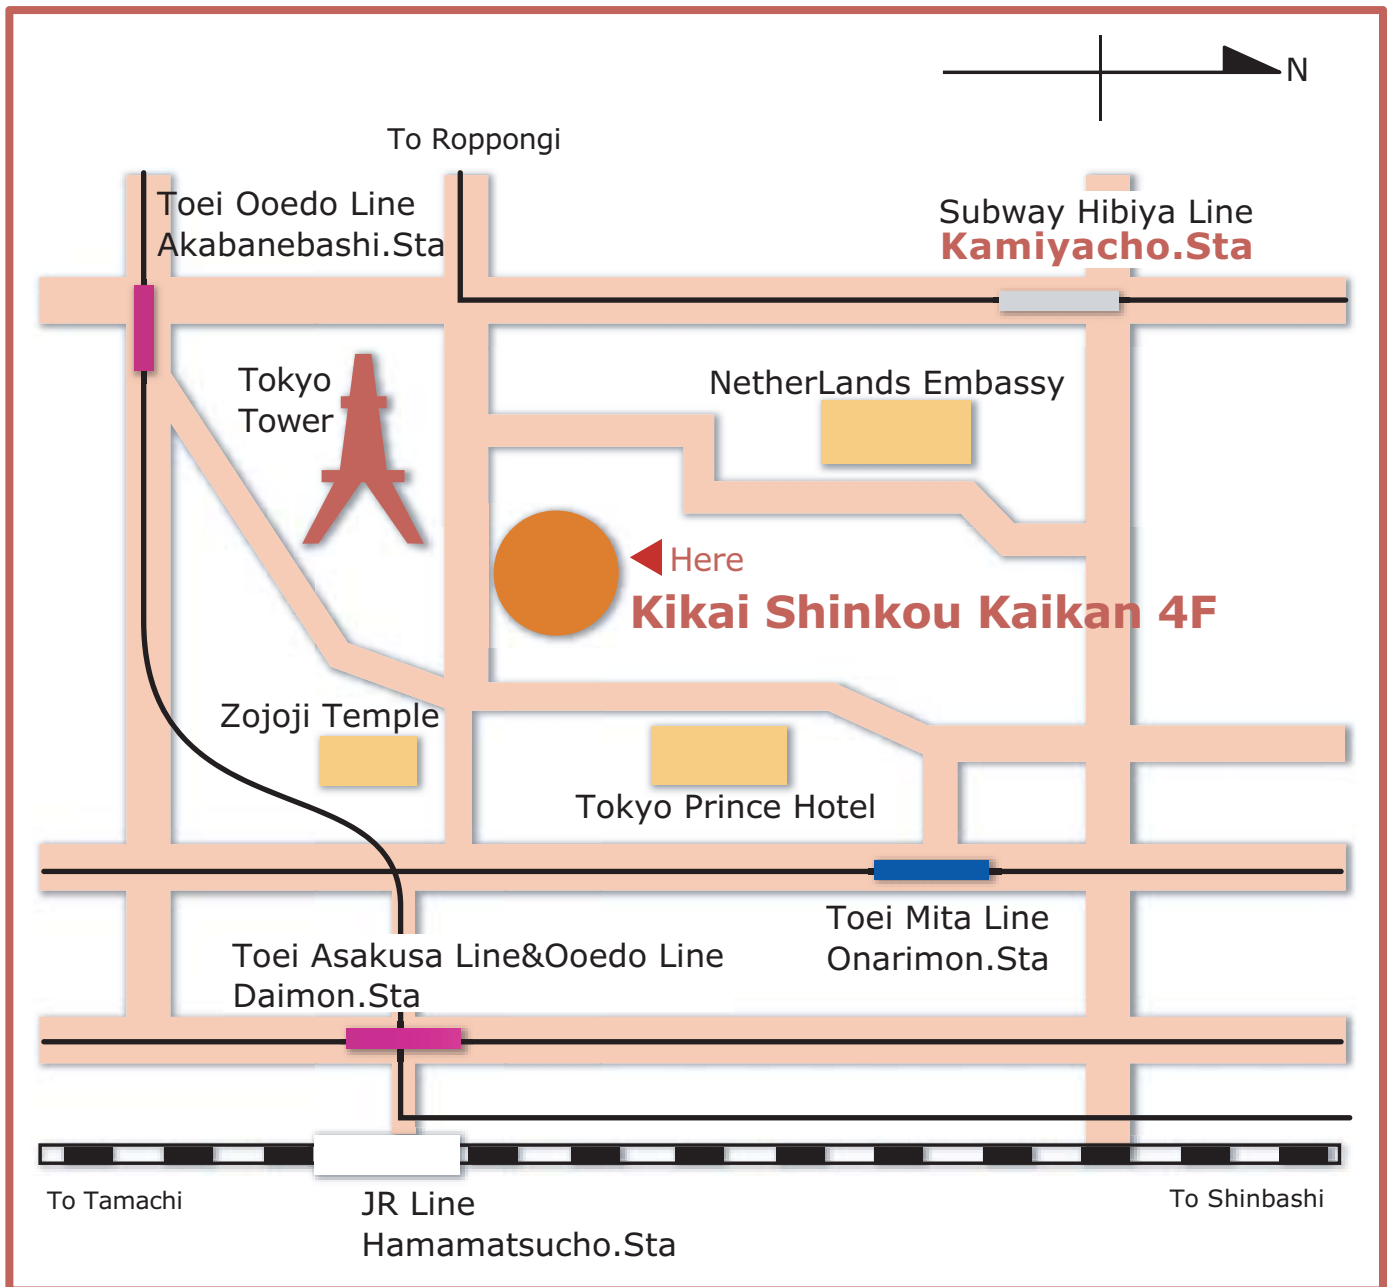 N
To Roppongi
Toei Ooedo Line
Akabanebashi.Sta
Subway Hibiya Line
Kamiyacho.Sta
Tokyo
Tower
NetherLands Embassy
Here
Kikai Shinkou Kaikan 4F
Zojoji Temple
Tokyo Prince Hotel
Toei Mita Line
Onarimon.Sta
Toei Asakusa Line&Ooedo Line
Daimon.Sta
To Tamachi
JR Line
Hamamatsucho.Sta
To Shinbashi